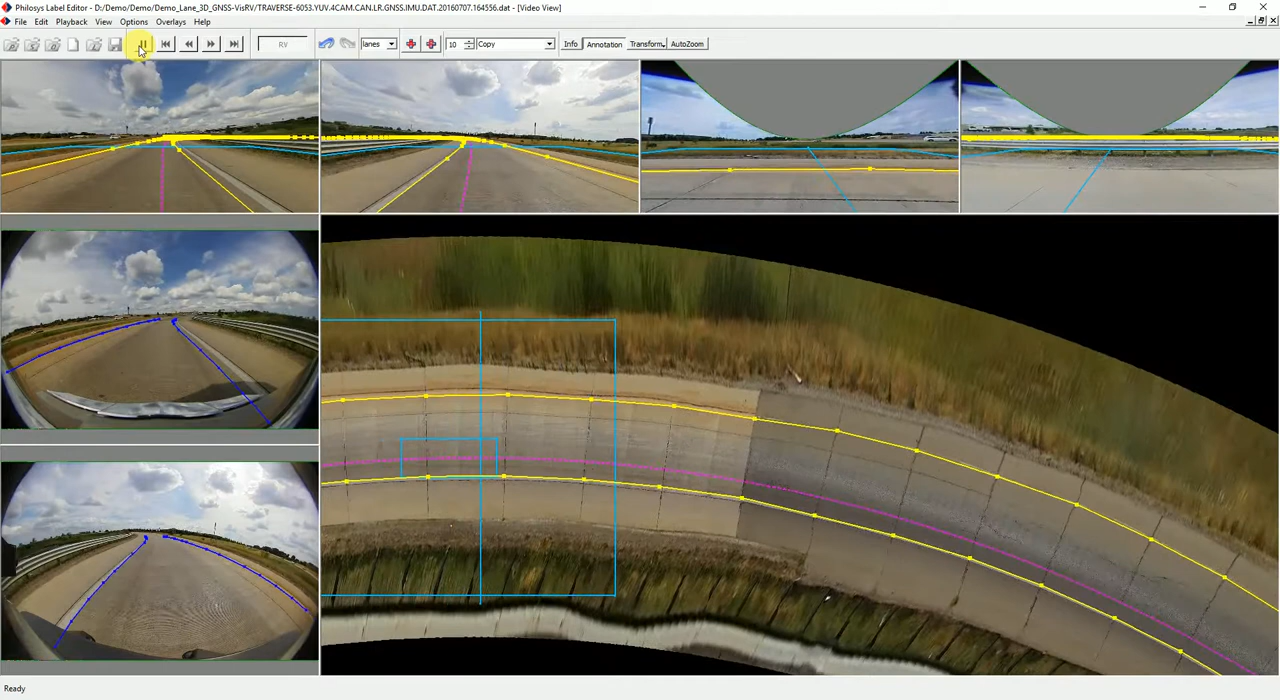 Philosys Label Editor - D:/Demo/Demo/Demo_Lane_3D_GNSS-VisRV/TRAVERSE-6053.YUV.4CAM.CAN.LR.GNSS.IMU.DAT.20160707.164556.dat - [Video View]
File Edit Playback View Options Overlays Help
RV lanes 10 Copy Info Annotation Transform AutoZoom
Ready